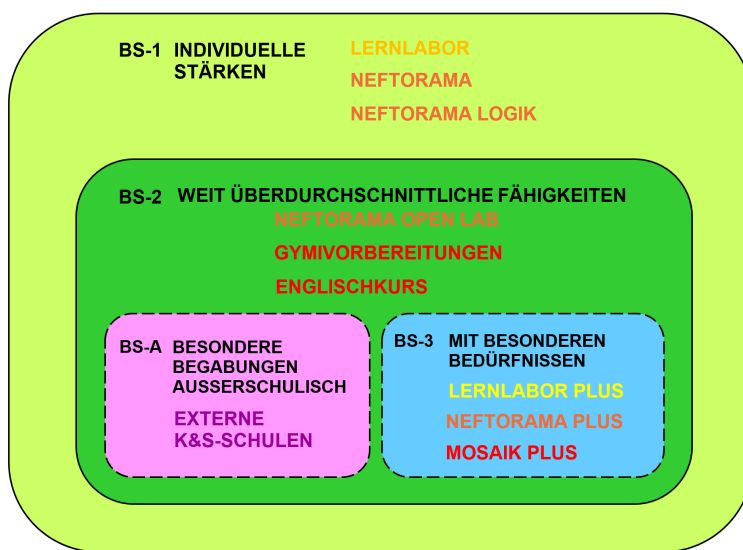 BS-1 INDIVIDUELLE STÄRKEN
LERNLABOR
NEFTORAMA
NEFTORAMA LOGIK
BS-2 WEIT ÜBERDURCHSCHNITTLICHE FÄHIGKEITEN
NEFTORAMA OPEN LAB
GYMIVORBEREITUNGEN
ENGLISCHKURS
BS-A BESONDERE
BEGABUNGEN
AUSSERSCHULISCH
EXTERNE
K&S-SCHULEN
BS-3 MIT BESONDEREN
BEDÜRFNISSEN
LERNLABOR PLUS
NEFTORAMA PLUS
MOSAIK PLUS